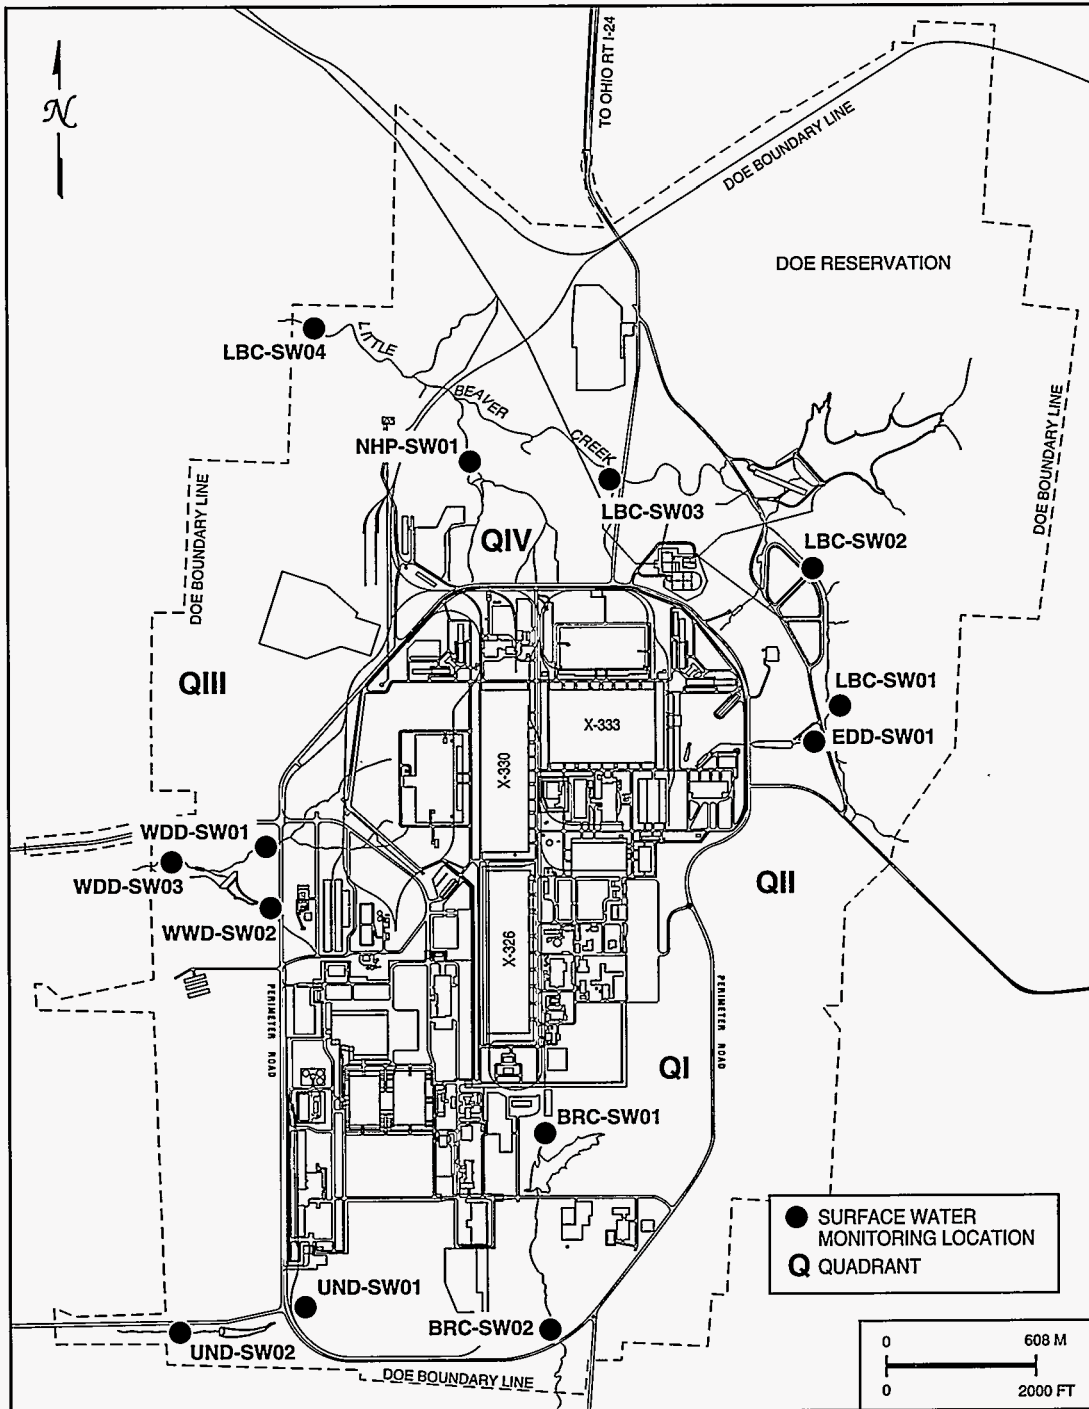 N
TO OHIO RT I-24
DOE BOUNDARY LINE
DOE RESERVATION
LBC-SW04
LITTLE
BEAVER
CREEK
NHP-SW01
DOE BOUNDARY LINE
DOE BOUNDARY LINE
LBC-SW03
QIV
LBC-SW02
QIII
LBC-SW01
X-333
X-330
EDD-SW01
WDD-SW01
WDD-SW03
QII
WWD-SW02
X-326
PERIMETER ROAD
PERIMETER ROAD
QI
BRC-SW01
SURFACE WATER
MONITORING LOCATION
Q QUADRANT
UND-SW01
BRC-SW02
UND-SW02
DOE BOUNDARY LINE
0 608 M
0 2000 FT